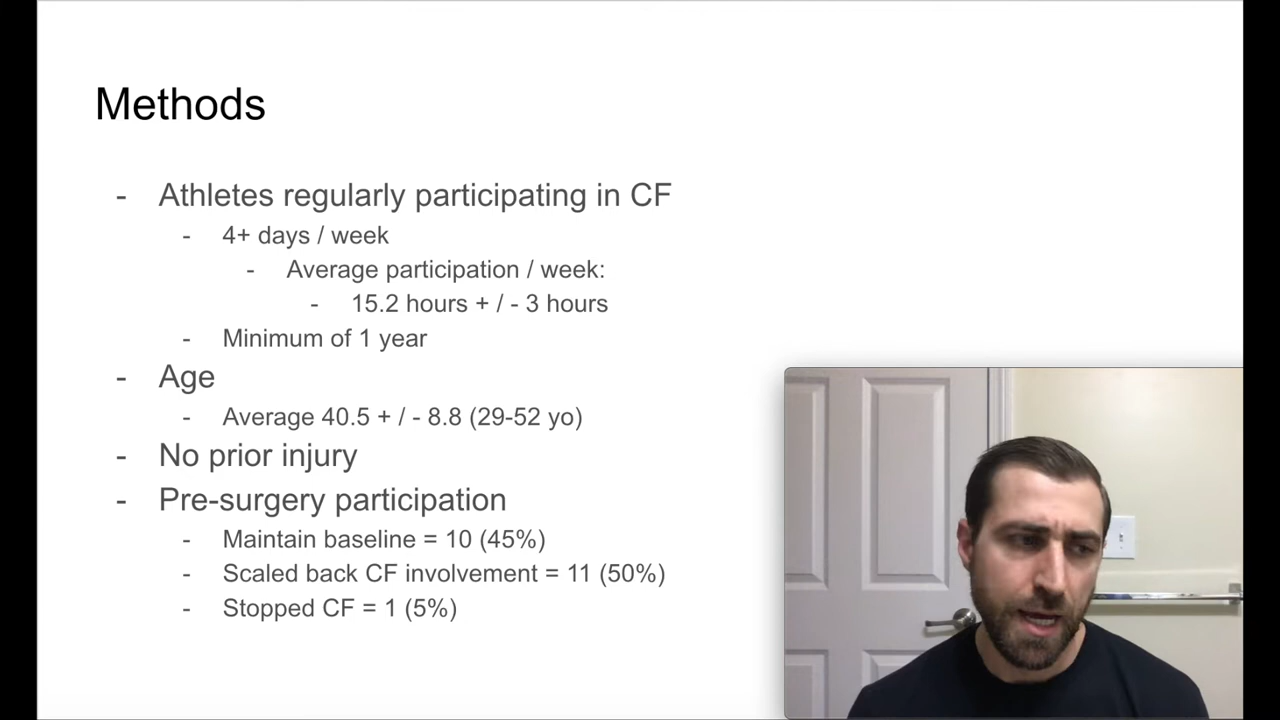 Methods
- Athletes regularly participating in CF
- 4+ days / week
- Average participation / week:
- 15.2 hours + / - 3 hours
- Minimum of 1 year
- Age
- Average 40.5 + / - 8.8 (29-52 yo)
- No prior injury
- Pre-surgery participation
- Maintain baseline = 10 (45%)
- Scaled back CF involvement = 11 (50%)
- Stopped CF = 1 (5%)